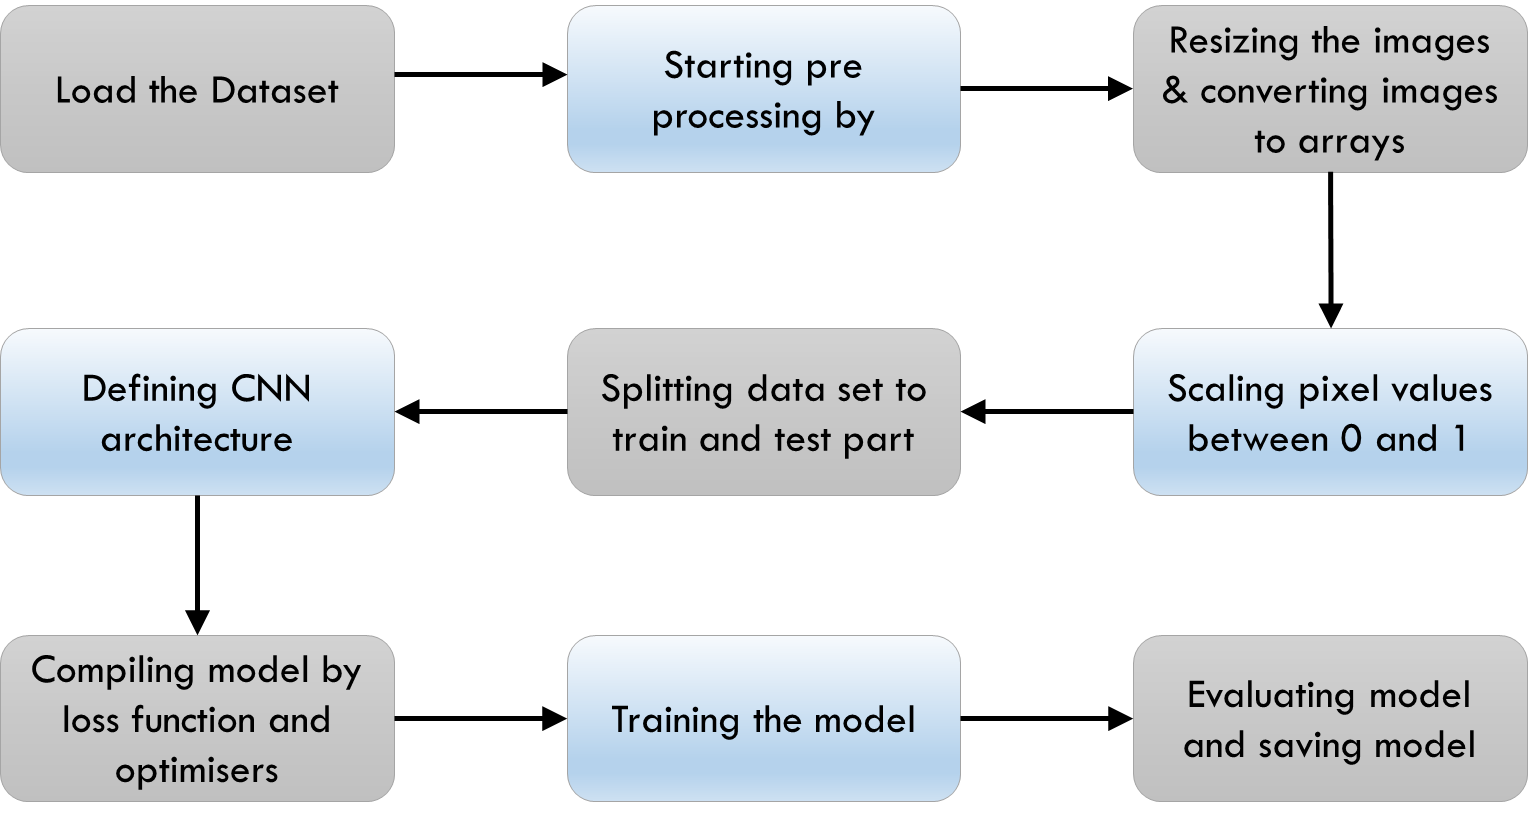 Load the Dataset
Starting pre
processing by
Resizing the images
& converting images
to arrays
Scaling pixel values
between 0 and 1
Splitting data set to
train and test part
Defining CNN
architecture
Compiling model by
loss function and
optimisers
Training the model
Evaluating model
and saving model